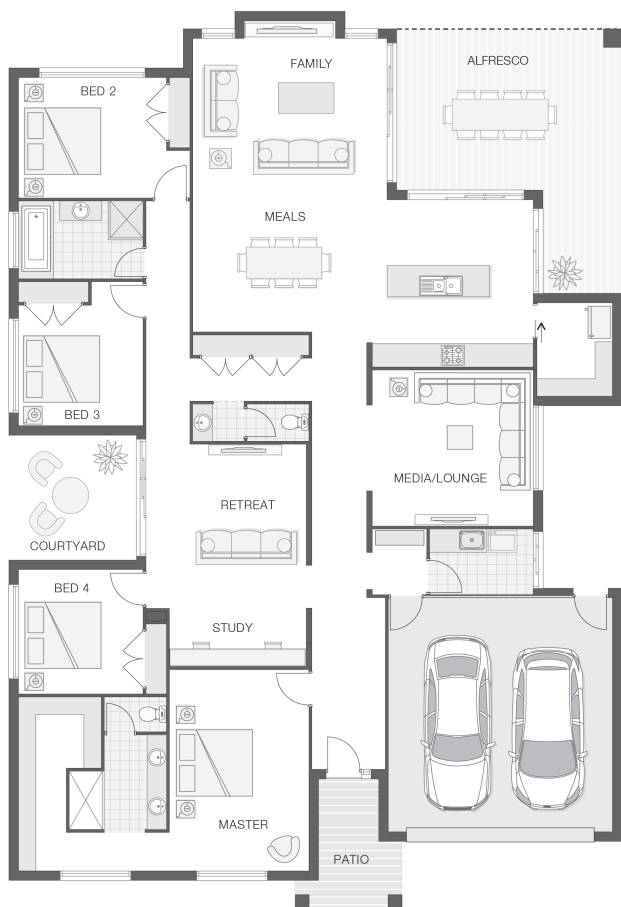 FAMILY
ALFRESCO
BED 2
MEALS
BED 3
MEDIA/LOUNGE
RETREAT
COURTYARD
BED 4
STUDY
MASTER
PATIO